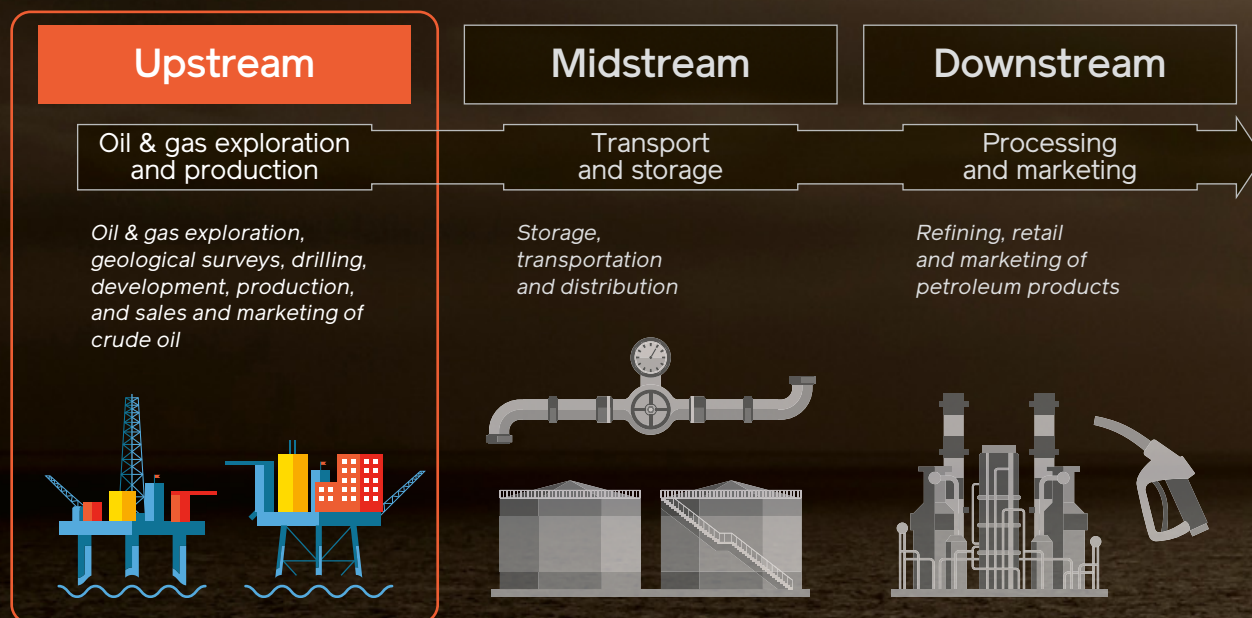 Upstream
Midstream
Downstream
Oil & gas exploration
and production
Transport
and storage
Processing
and marketing
Oil & gas exploration,
geological surveys, drilling,
development, production,
and sales and marketing of
crude oil
Storage,
transportation
and distribution
Refining, retail
and marketing of
petroleum products